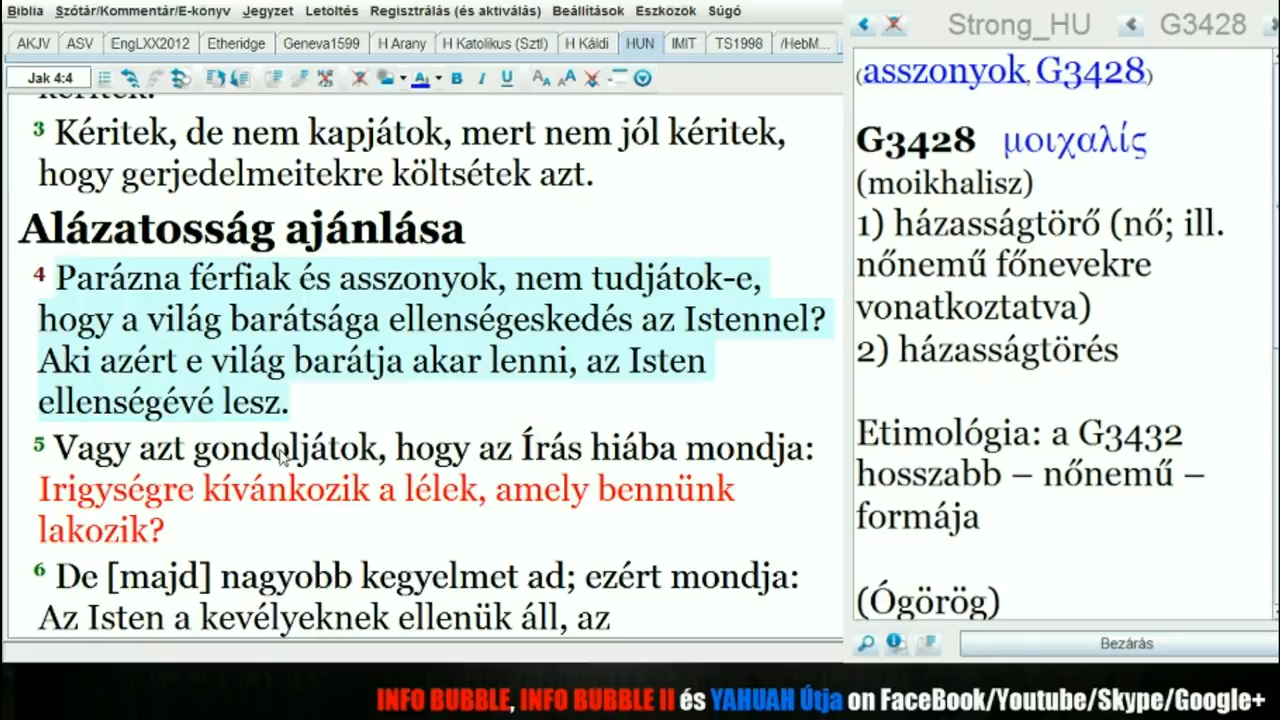 Biblia Szótár/Kommentár/E-könyv Jegyzet Letöltés Regisztrálás (és aktiválás) Beállítások Eszközök Súgó
AKJV ASV EngLXX2012 Etheridge Geneva1599 H Arany H Katolikus (Sztl) H Káldi HUN IMIT TS1998 /HebM...
Jak 4:4
3 Kéritek, de nem kapjátok, mert nem jól kéritek,
hogy gerjedelmeitekre költsétek azt.
Alázatosság ajánlása
4 Parázna férfiak és asszonyok, nem tudjátok-e,
hogy a világ barátsága ellenségeskedés az Istennel?
Aki azért e világ barátja akar lenni, az Isten
ellenségévé lesz.
5 Vagy azt gondoljátok, hogy az Írás hiába mondja:
Irigységre kívánkozik a lélek, amely bennünk
lakozik?
6 De [majd] nagyobb kegyelmet ad; ezért mondja:
Az Isten a kevélyeknek ellenük áll, az
Strong_HU G3428
(asszonyok, G3428)
G3428 μοιχαλίς
(moikhalisz)
1) házasságtörő (nő; ill.
nőnemű főnevekre
vonatkoztatva)
2) házasságtörés
Etimológia: a G3432
hosszabb – nőnemű –
formája
(Ógörög)
Bezárás
INFO BUBBLE, INFO BUBBLE II és YAHUAH Útja on FaceBook/Youtube/Skype/Google+